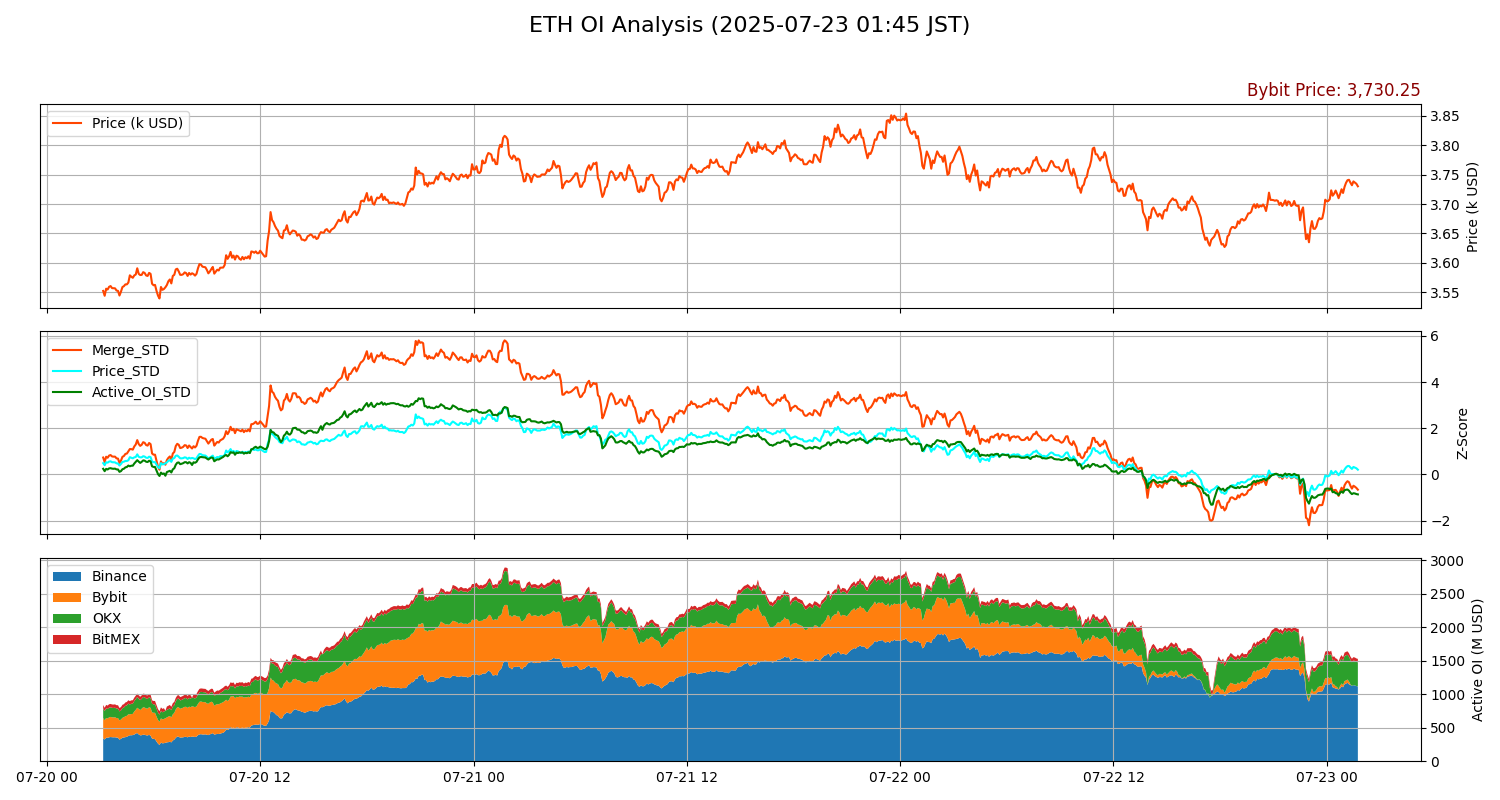 ETH OI Analysis (2025-07-23 01:45 JST)
Bybit Price: 3,730.25
Price (k USD)
3.85
3.80
3.75
3.70
3.65
3.60
3.55
Price (k USD)
Merge_STD
Price_STD
Active_OI_STD
6
4
2
0
−2
Z-Score
Binance
Bybit
OKX
BitMEX
3000
2500
2000
1500
1000
500
0
Active OI (M USD)
07-20 00
07-20 12
07-21 00
07-21 12
07-22 00
07-22 12
07-23 00